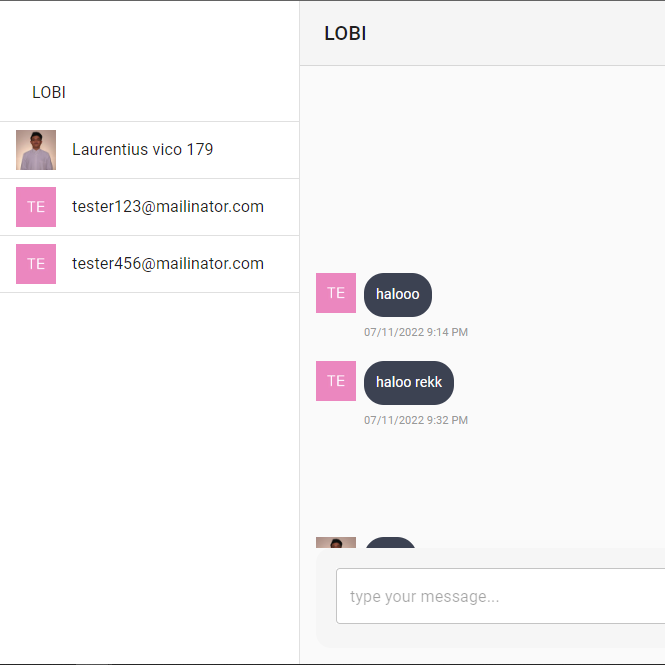 LOBI
Laurentius vico 179
TE
tester123@mailinator.com
TE
tester456@mailinator.com
LOBI
TE
halooo
07/11/2022 9:14 PM
TE
haloo rekk
07/11/2022 9:32 PM
type your message...